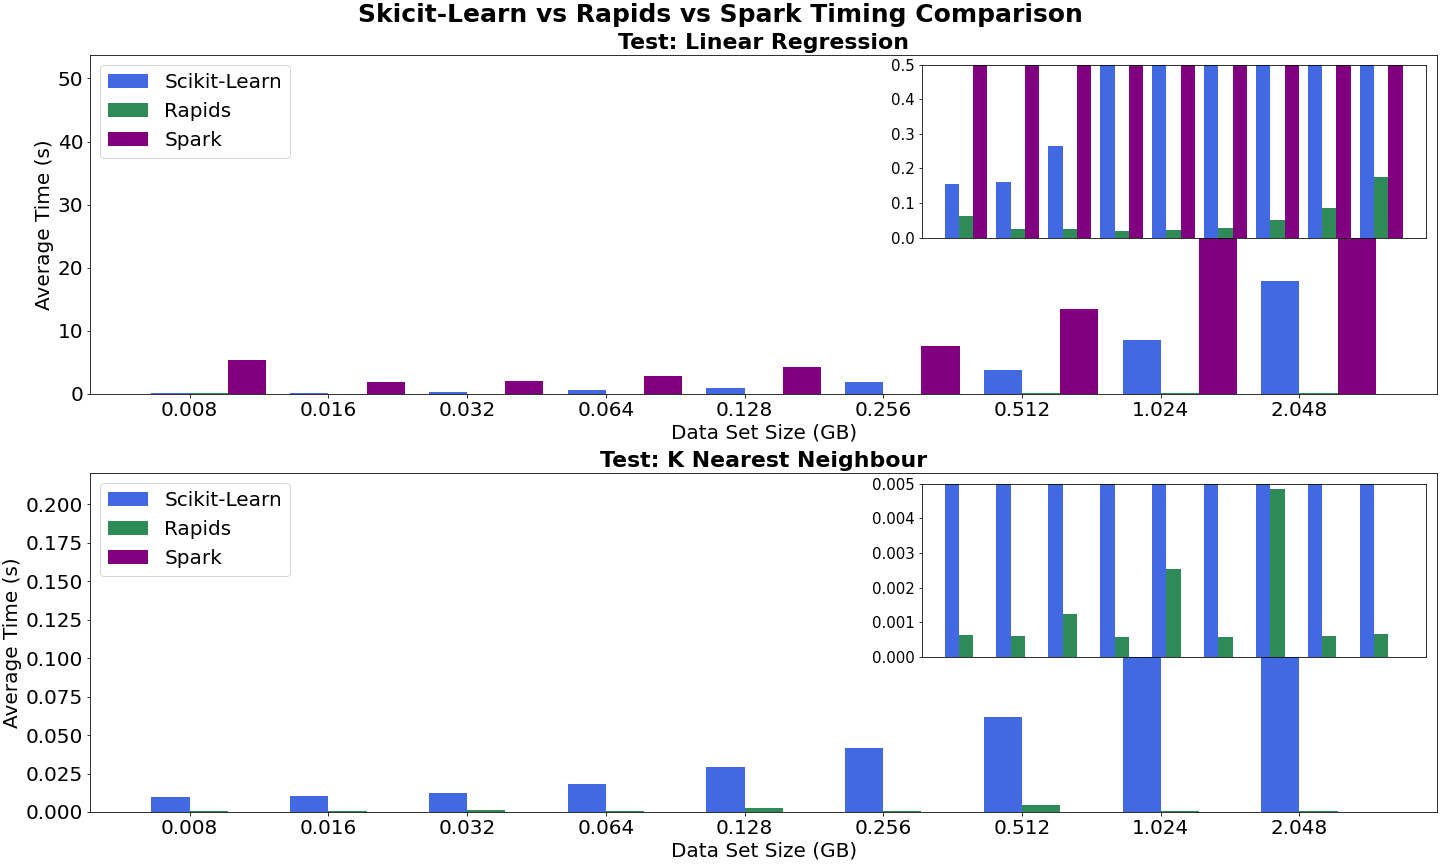 Skicit-Learn vs Rapids vs Spark Timing Comparison
Test: Linear Regression
Scikit-Learn
Rapids
Spark
Average Time (s)
50
40
30
20
10
0
0.5
0.4
0.3
0.2
0.1
0.0
0.008 0.016 0.032 0.064 0.128 0.256 0.512 1.024 2.048
Data Set Size (GB)
Test: K Nearest Neighbour
Scikit-Learn
Rapids
Spark
Average Time (s)
0.200
0.175
0.150
0.125
0.100
0.075
0.050
0.025
0.000
0.005
0.004
0.003
0.002
0.001
0.000
0.008 0.016 0.032 0.064 0.128 0.256 0.512 1.024 2.048
Data Set Size (GB)